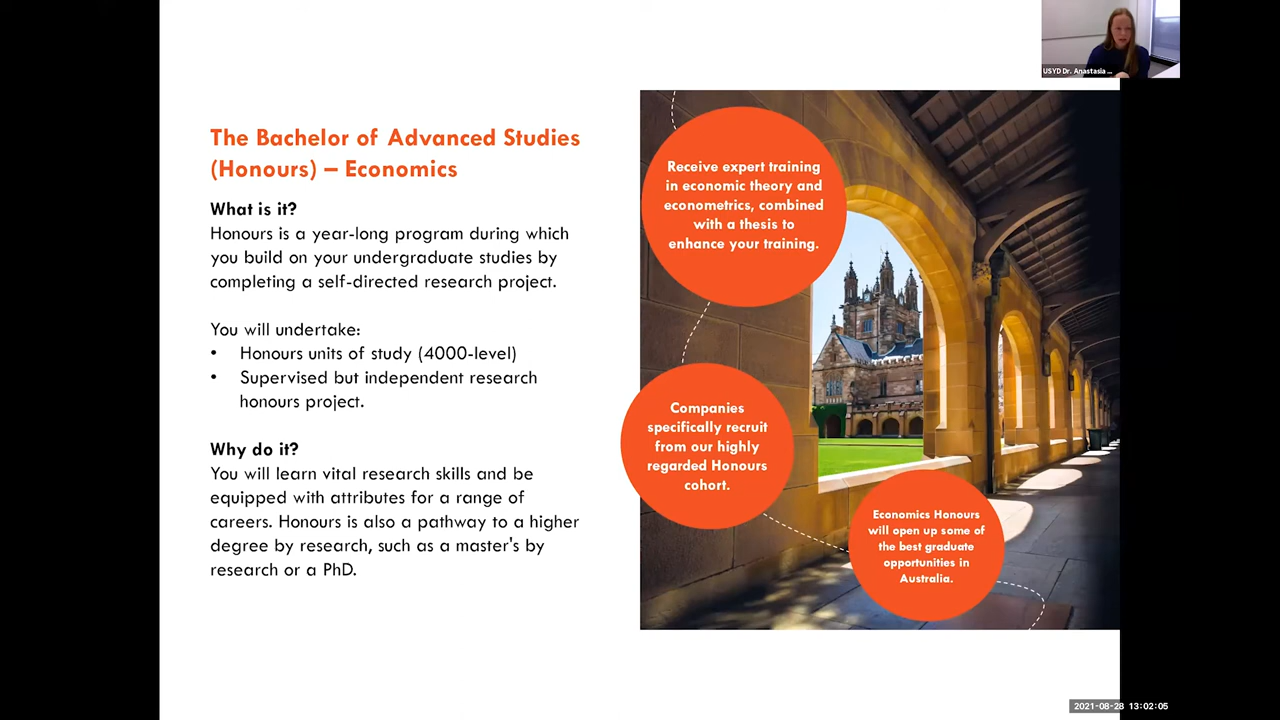 USYD Dr. Anastasia ...
The Bachelor of Advanced Studies
(Honours) – Economics
What is it?
Honours is a year-long program during which
you build on your undergraduate studies by
completing a self-directed research project.
You will undertake:
• Honours units of study (4000-level)
• Supervised but independent research
honours project.
Why do it?
You will learn vital research skills and be
equipped with attributes for a range of
careers. Honours is also a pathway to a higher
degree by research, such as a master's by
research or a PhD.
Receive expert training
in economic theory and
econometrics, combined
with a thesis to
enhance your training.
Companies
specifically recruit
from our highly
regarded Honours
cohort.
Economics Honours
will open up some of
the best graduate
opportunities in
Australia.
2021-08-28 13:02:05